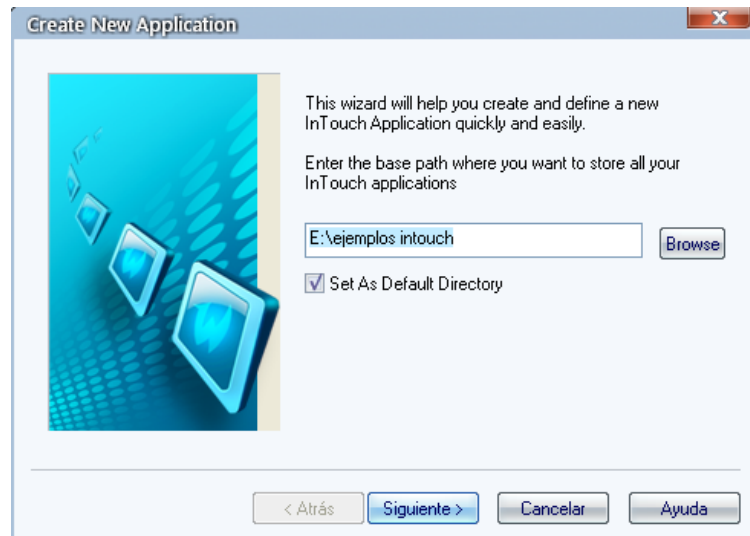 Create New Application
This wizard will help you create and define a new
InTouch Application quickly and easily.
Enter the base path where you want to store all your
InTouch applications
E:\ejemplos intouch
Browse
Set As Default Directory
< Atrás
Siguiente >
Cancelar
Ayuda